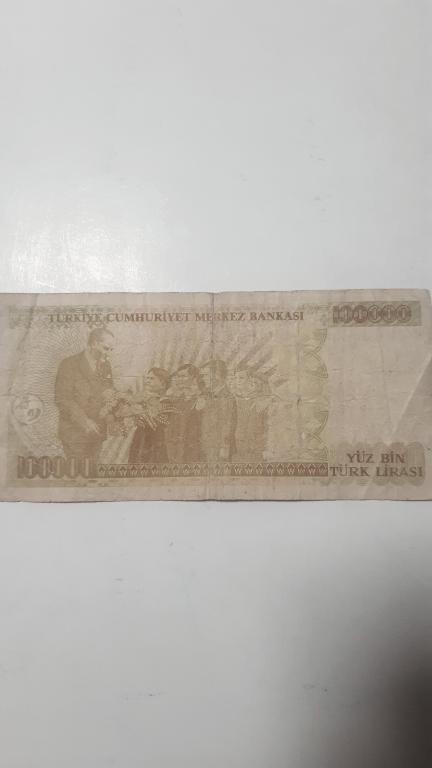 TÜRKİYE CUMHURİYET MERKEZ BANKASI
100000
100000
YÜZ BİN
TÜRK LİRASI